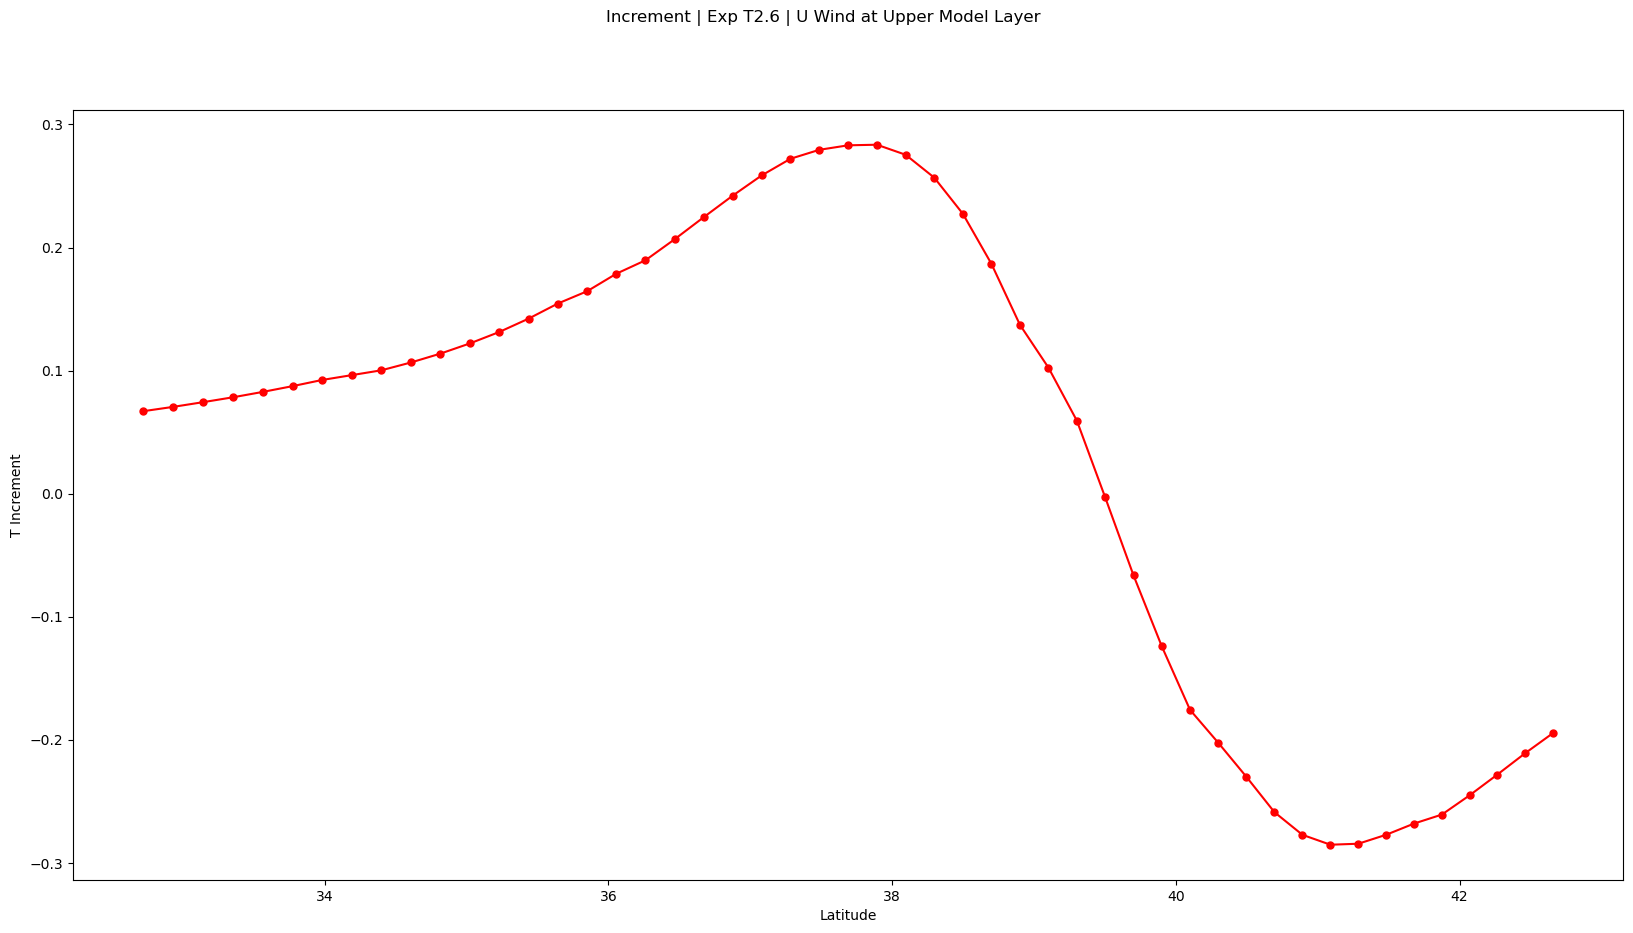 Increment | Exp T2.6 | U Wind at Upper Model Layer
0.3
0.2
0.1
0.0
−0.1
−0.2
−0.3
T Increment
34 36 38 40 42
Latitude